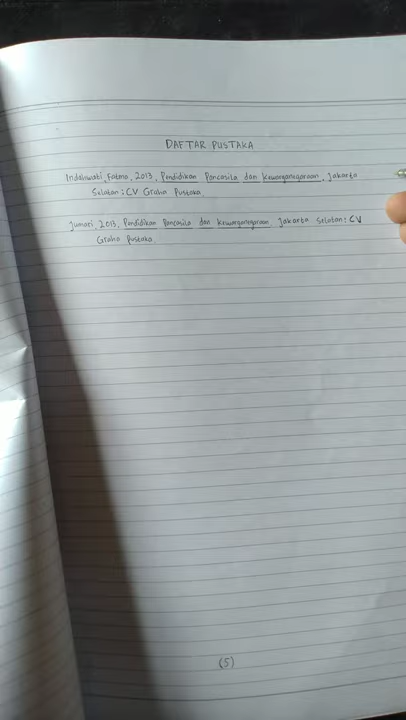 DAFTAR PUSTAKA
Indahwati, Fatma, 2013, Pendidikan Pancasila dan Kewarganegaraan, Jakarta
Selatan : CV Graha Pustaka
Jumari, 2013, Pendidikan Pancasila dan Kewarganegaraan, Jakarta Selatan : CV
Graha Pustaka
(5)